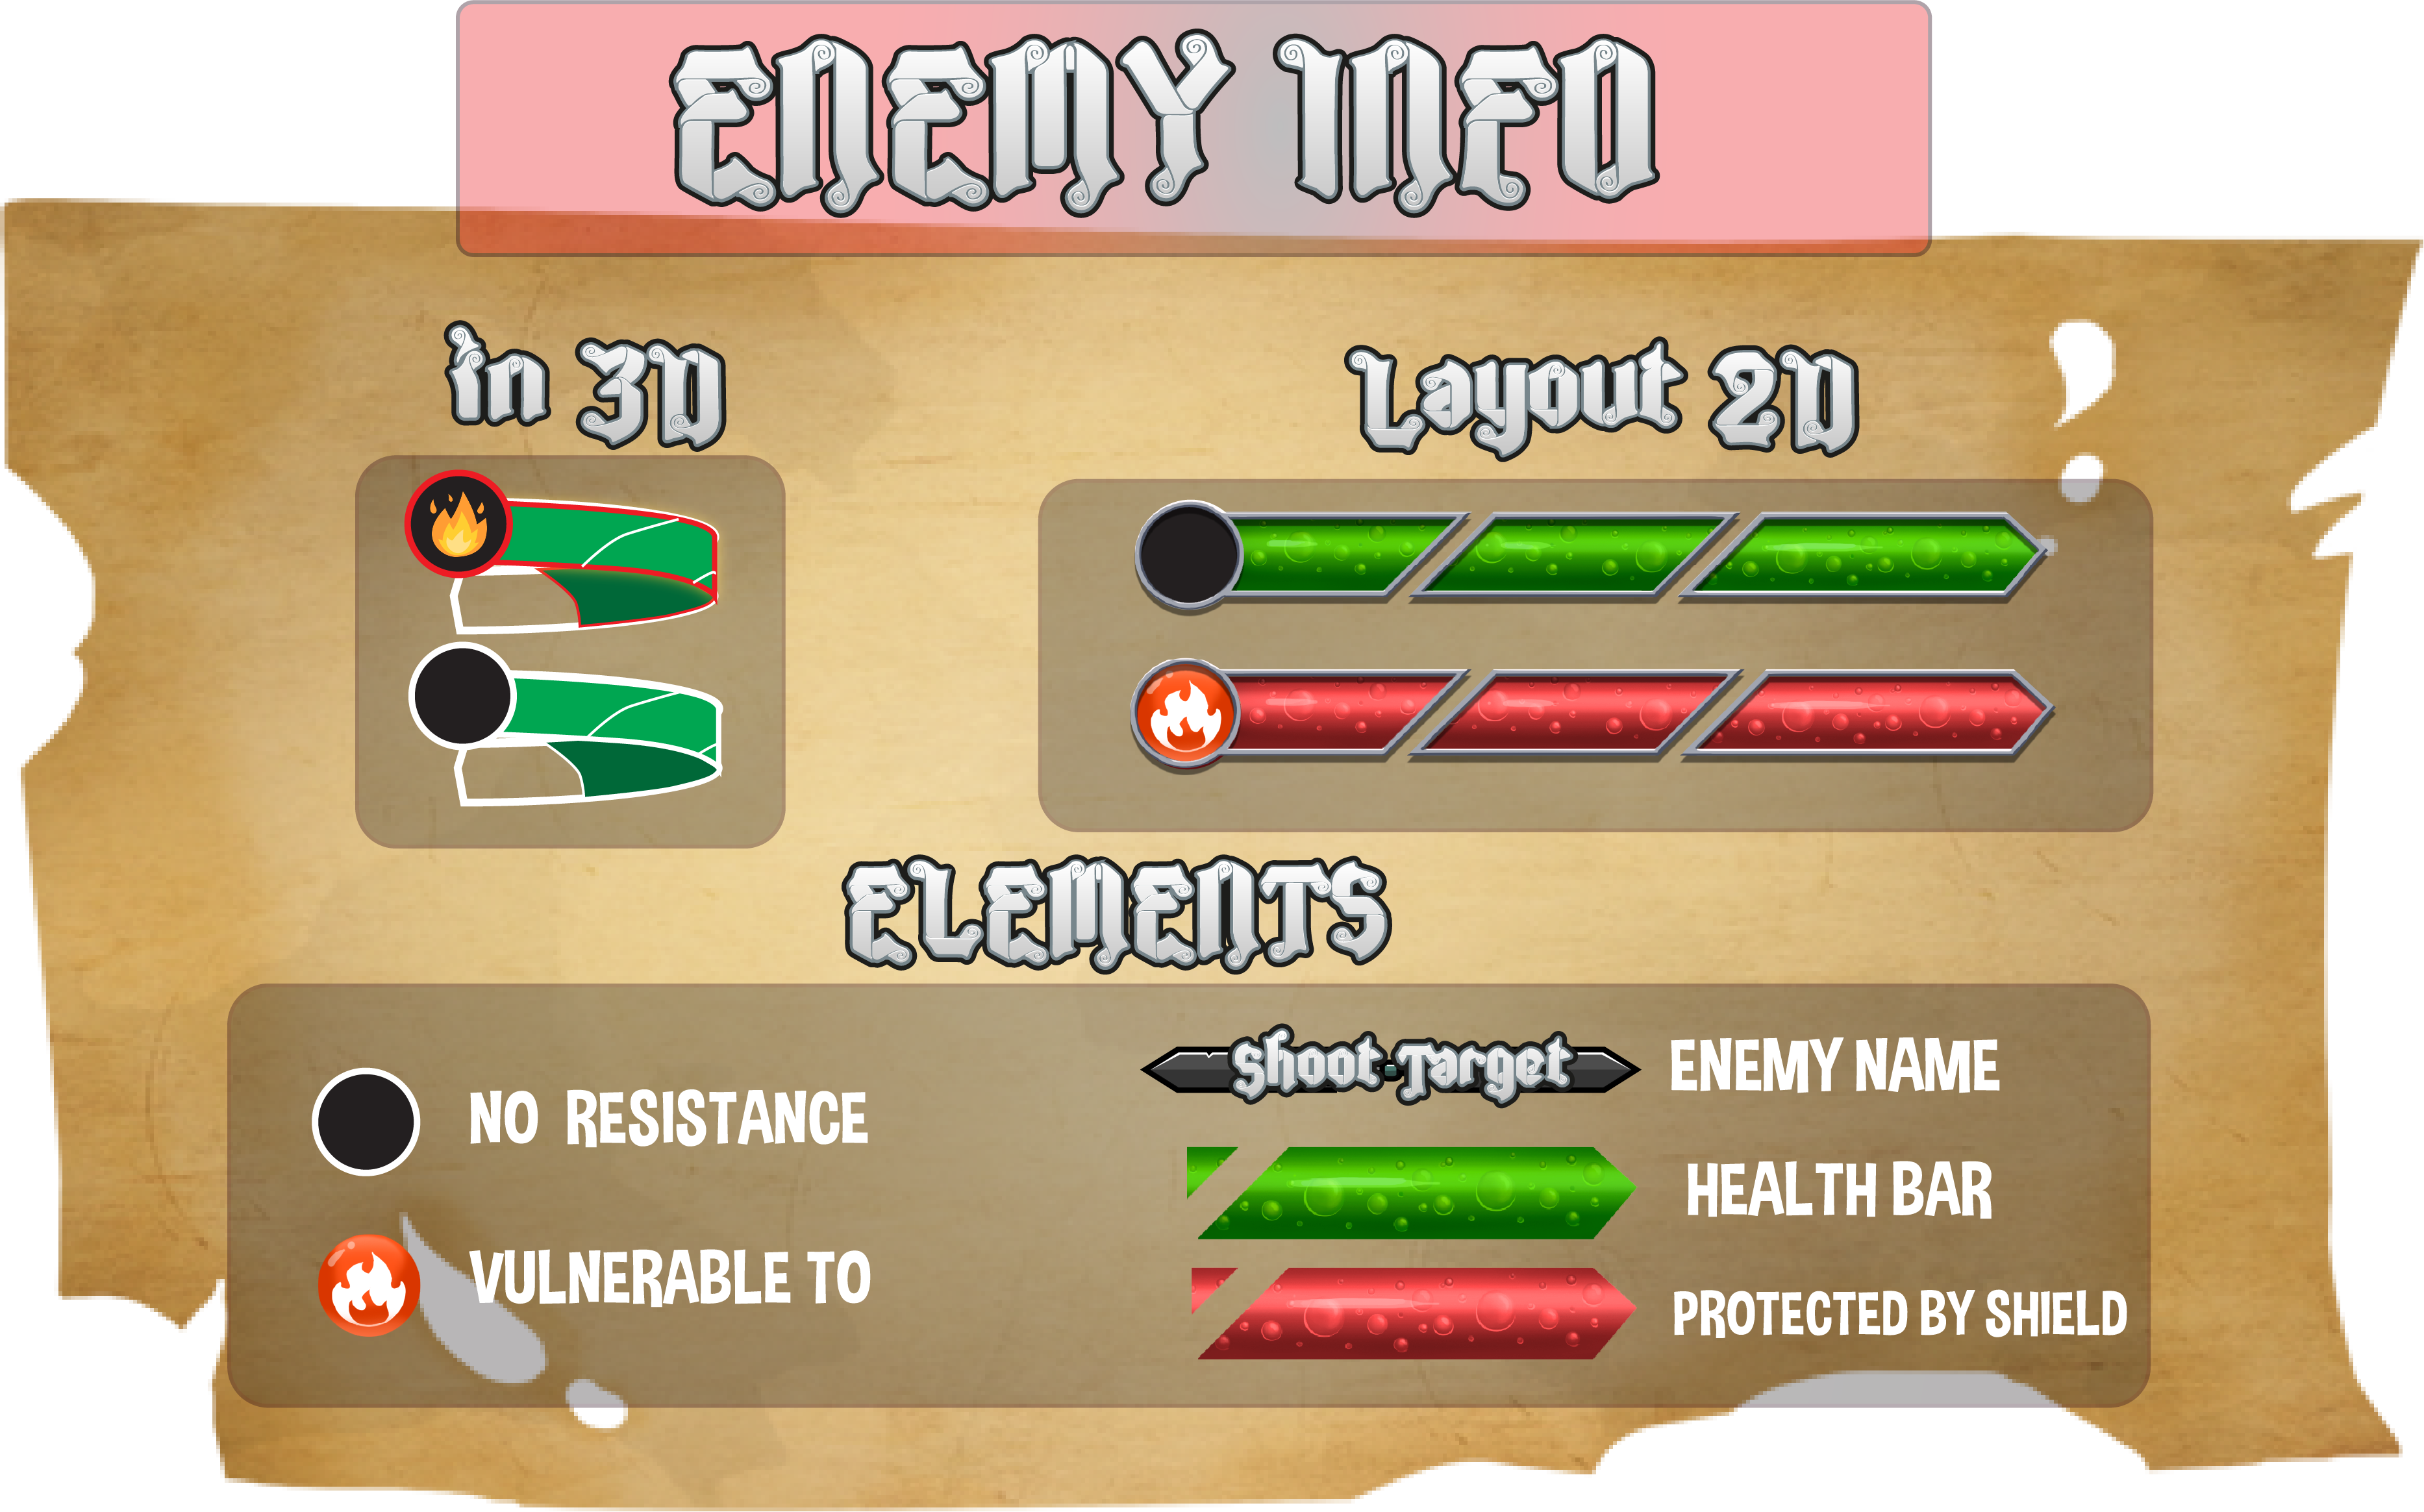 ENEMY INFO
in 3D
Layout 2D
ELEMENTS
NO RESISTANCE
VULNERABLE TO
Shoot-Target
ENEMY NAME
HEALTH BAR
PROTECTED BY SHIELD